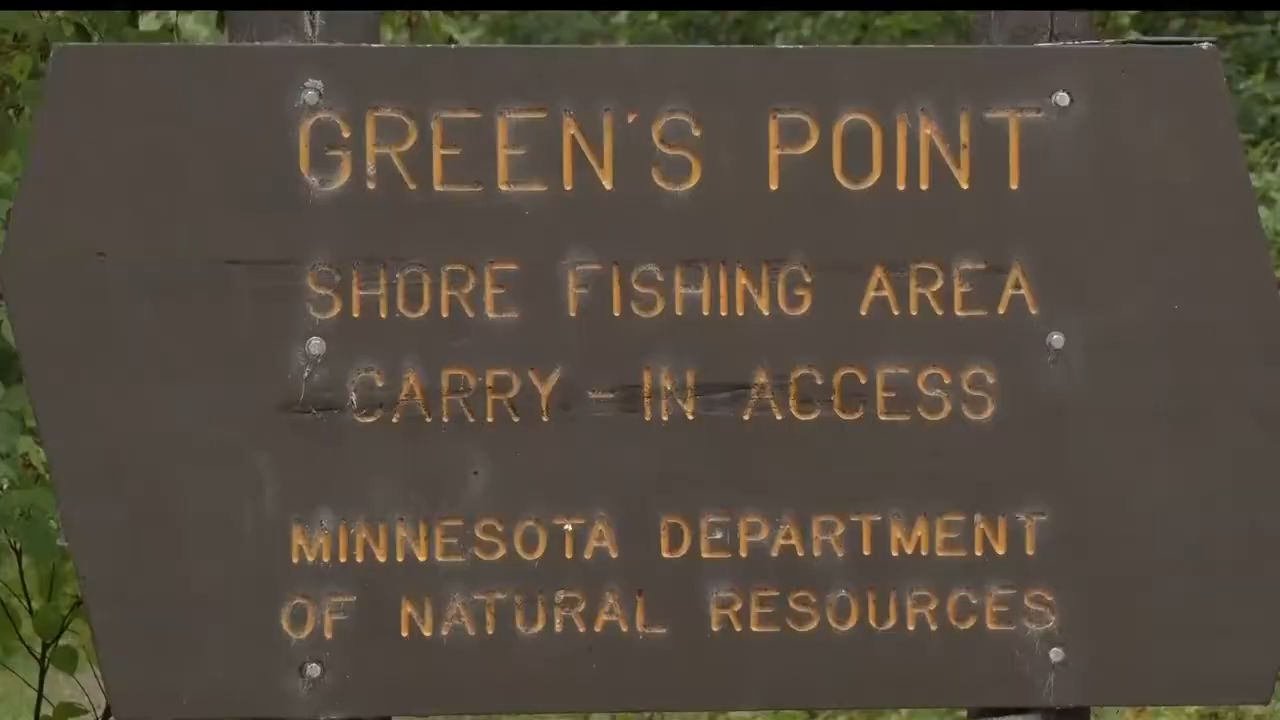 GREEN'S POINT
SHORE FISHING AREA
CARRY-IN ACCESS
MINNESOTA DEPARTMENT
OF NATURAL RESOURCES